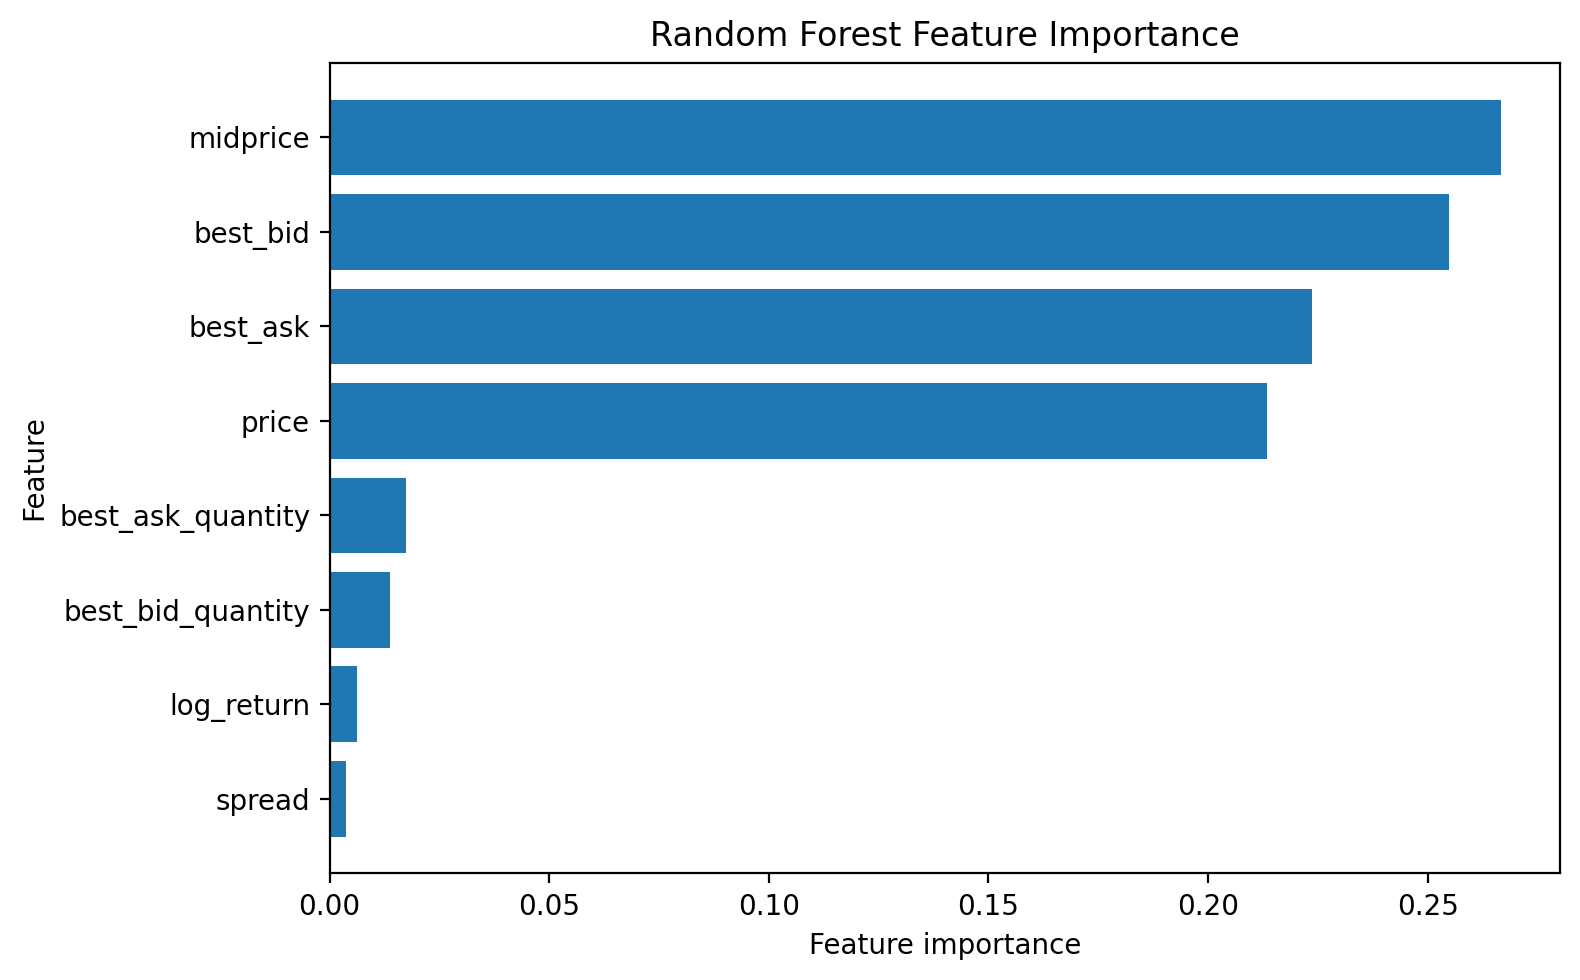 Random Forest Feature Importance
midprice
best_bid
best_ask
price
best_ask_quantity
best_bid_quantity
log_return
spread
Feature
0.00 0.05 0.10 0.15 0.20 0.25
Feature importance